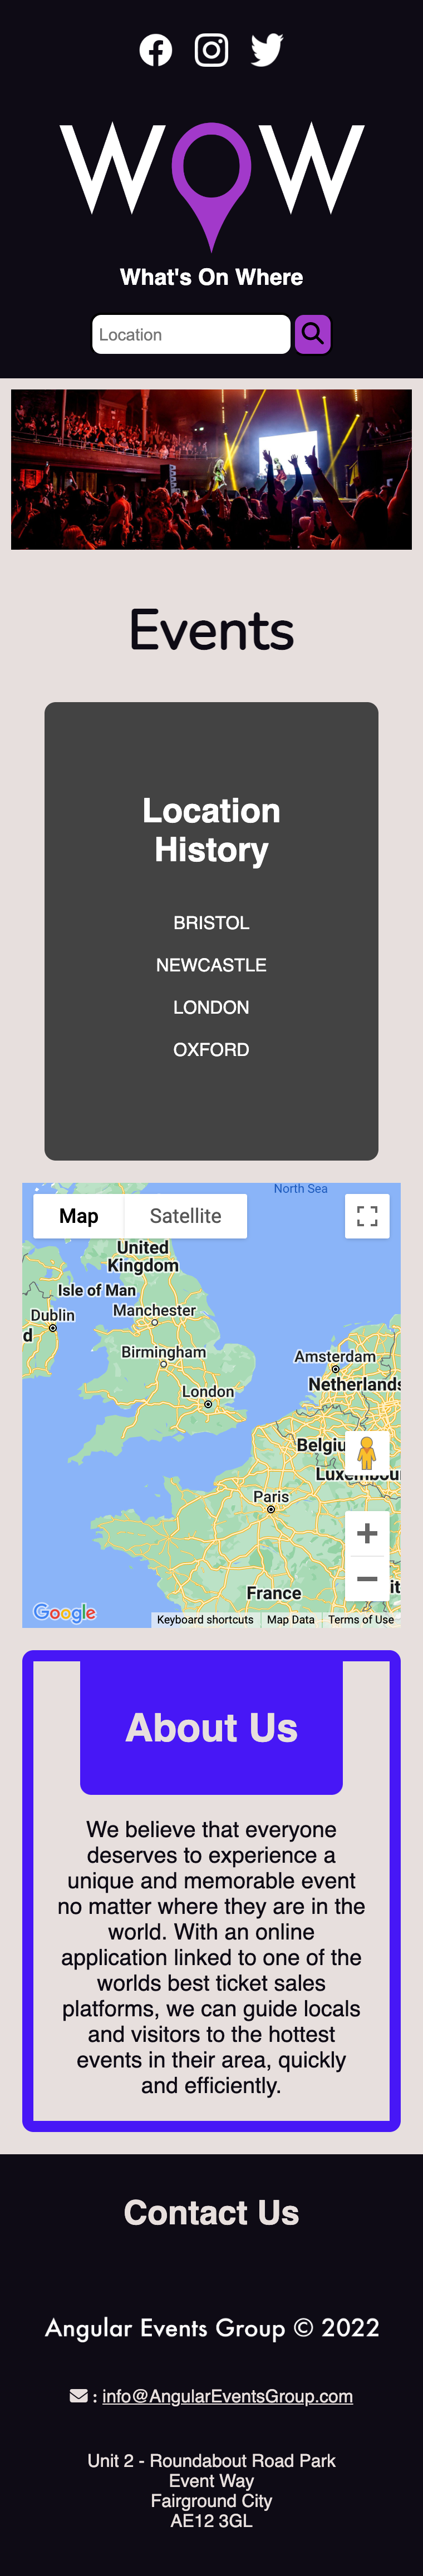 WOW
What's On Where
Location
Events
Location
History
BRISTOL
NEWCASTLE
LONDON
OXFORD
North Sea
Map
Satellite
United
Kingdom
Isle of Man
Dublin
d
Manchester
Birmingham
Amsterdam
Netherlands
London
Belgiu
Luxembour
Paris
France
it
Google
Keyboard shortcuts
Map Data
Terms of Use
About Us
We believe that everyone
deserves to experience a
unique and memorable event
no matter where they are in the
world. With an online
application linked to one of the
worlds best ticket sales
platforms, we can guide locals
and visitors to the hottest
events in their area, quickly
and efficiently.
Contact Us
Angular Events Group © 2022
: info@AngularEventsGroup.com
Unit 2 - Roundabout Road Park
Event Way
Fairground City
AE12 3GL